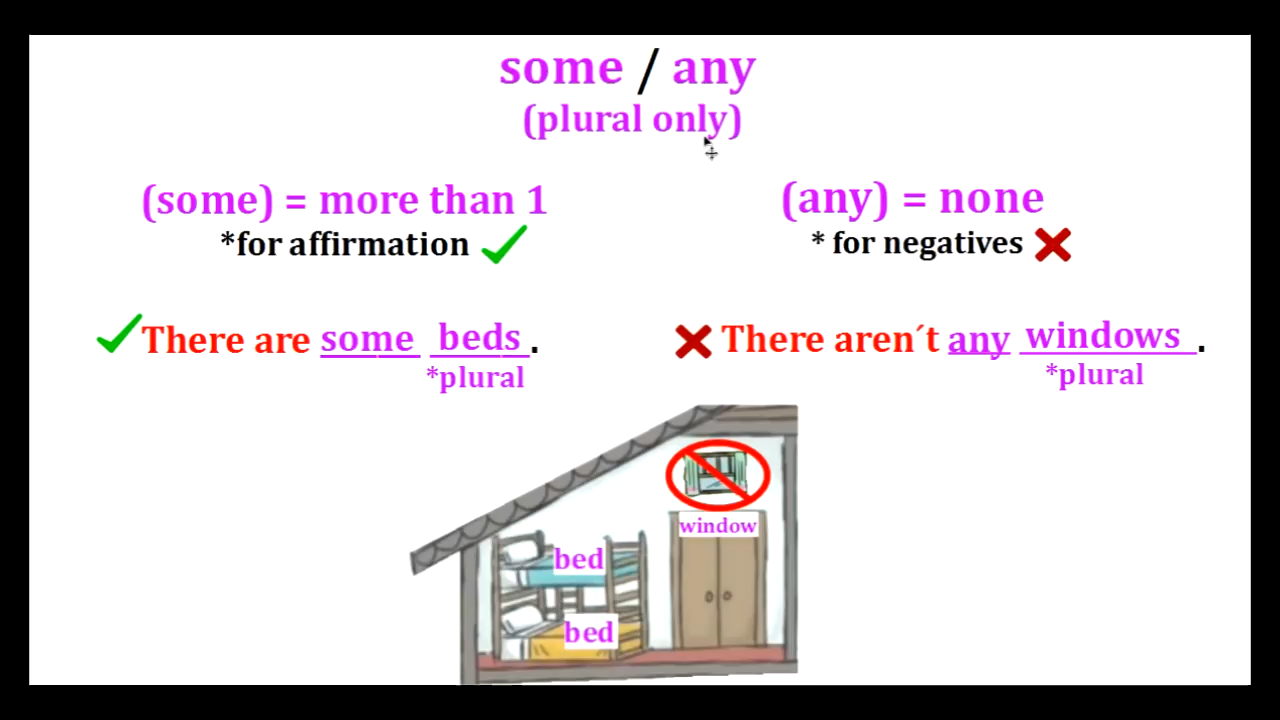 some / any
(plural only)
(some) = more than 1
*for affirmation
(any) = none
* for negatives
There are some beds.
*plural
There aren´t any windows.
*plural
window
bed
bed